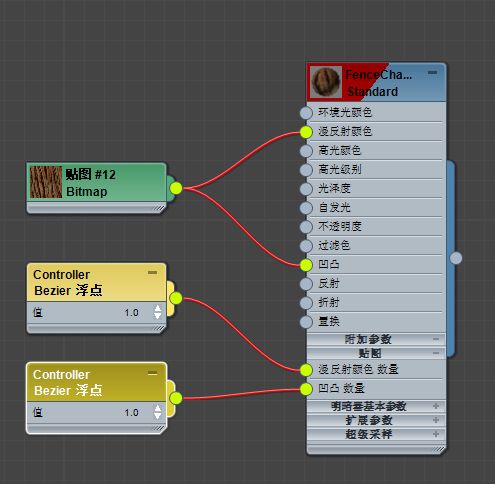 FenceCha...
Standard
环境光颜色
漫反射颜色
高光颜色
高光级别
光泽度
自发光
不透明度
过滤色
凹凸
反射
折射
置换
附加参数
贴图
漫反射颜色 数量
凹凸 数量
明暗器基本参数
扩展参数
超级采样
贴图 #12
Bitmap
Controller
Bezier 浮点
值 1.0
Controller
Bezier 浮点
值 1.0